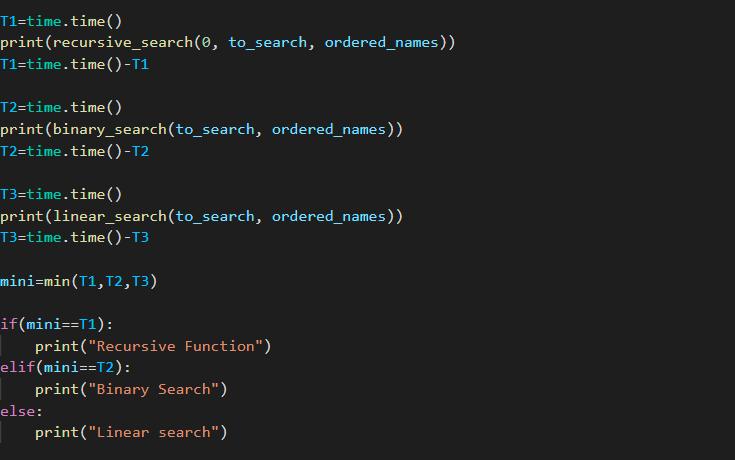 T1=time.time()
print(recursive_search(0, to_search, ordered_names))
T1=time.time()-T1
T2=time.time()
print(binary_search(to_search, ordered_names))
T2=time.time()-T2
T3=time.time()
print(linear_search(to_search, ordered_names))
T3=time.time()-T3
mini=min(T1,T2,T3)
if(mini==T1):
    print("Recursive Function")
elif(mini==T2):
    print("Binary Search")
else:
    print("Linear search")